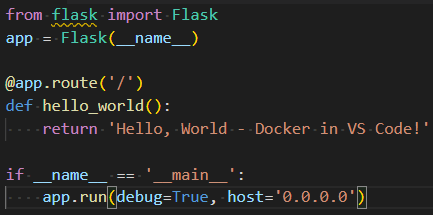 from flask import Flask
app = Flask(__name__)

@app.route('/')
def hello_world():
    return 'Hello, World - Docker in VS Code!'

if __name__ == '__main__':
    app.run(debug=True, host='0.0.0.0')